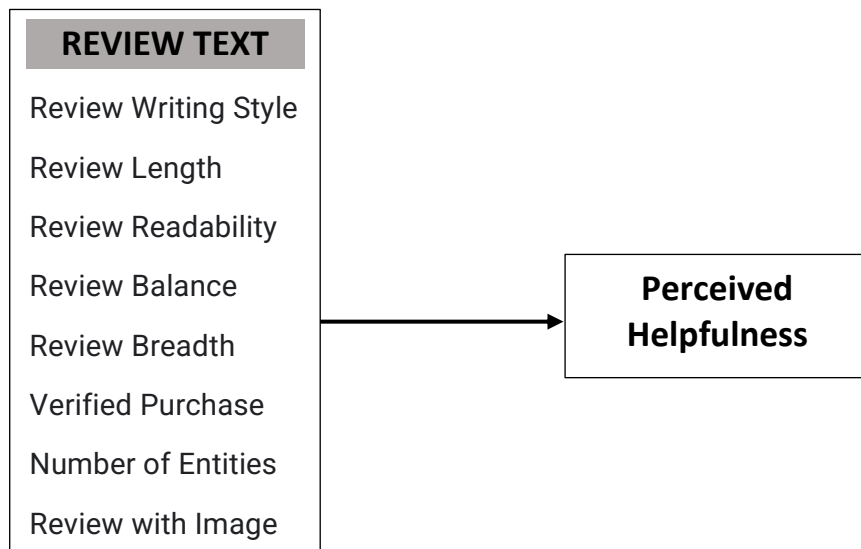 REVIEW TEXT
Review Writing Style
Review Length
Review Readability
Review Balance
Review Breadth
Verified Purchase
Number of Entities
Review with Image
Perceived
Helpfulness